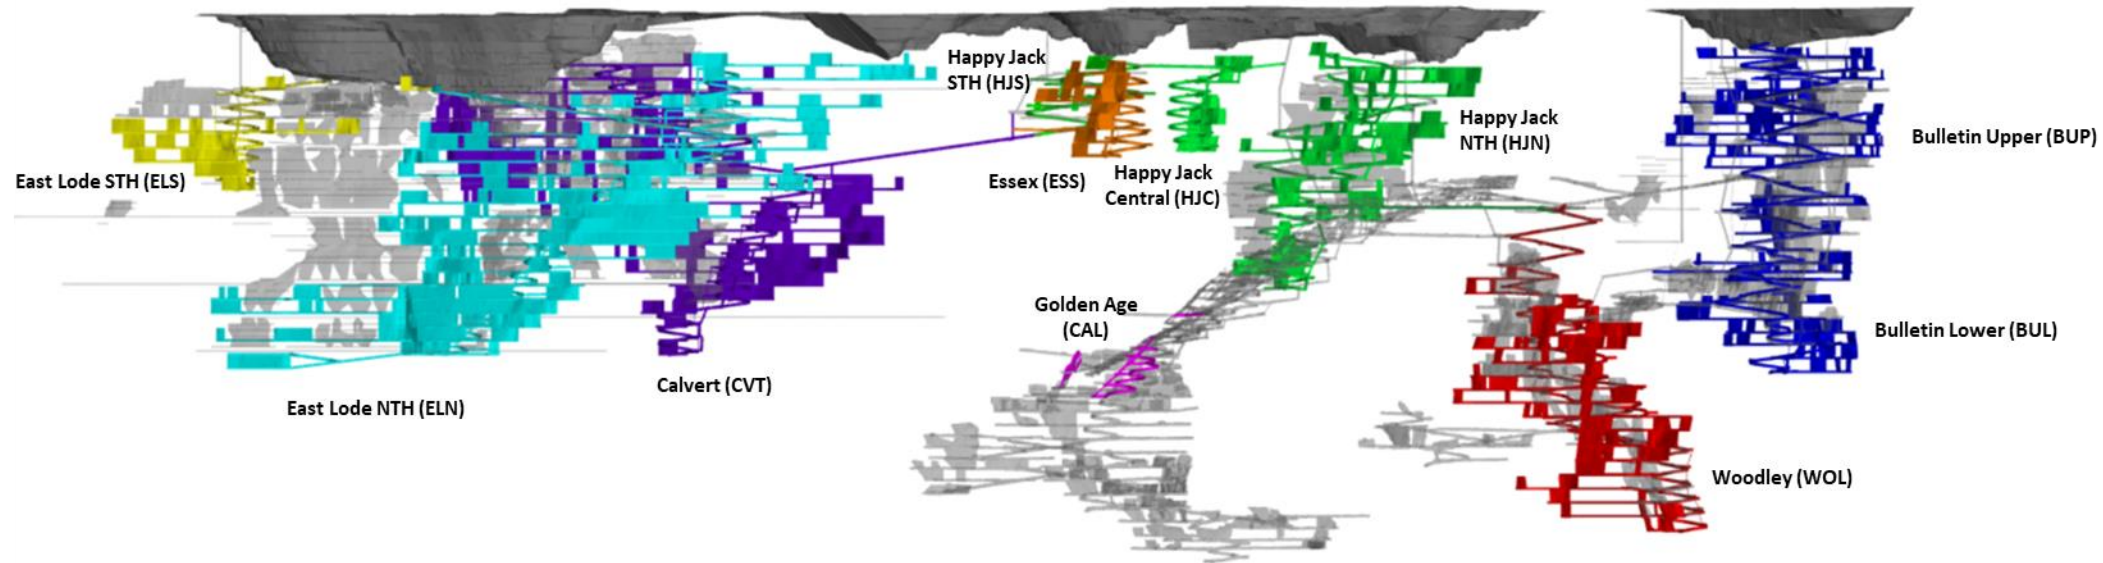 Happy Jack
STH (HJS)
Happy Jack
NTH (HJN)
Bulletin Upper (BUP)
East Lode STH (ELS)
Essex (ESS)
Happy Jack
Central (HJC)
Golden Age
(CAL)
Bulletin Lower (BUL)
Calvert (CVT)
East Lode NTH (ELN)
Woodley (WOL)